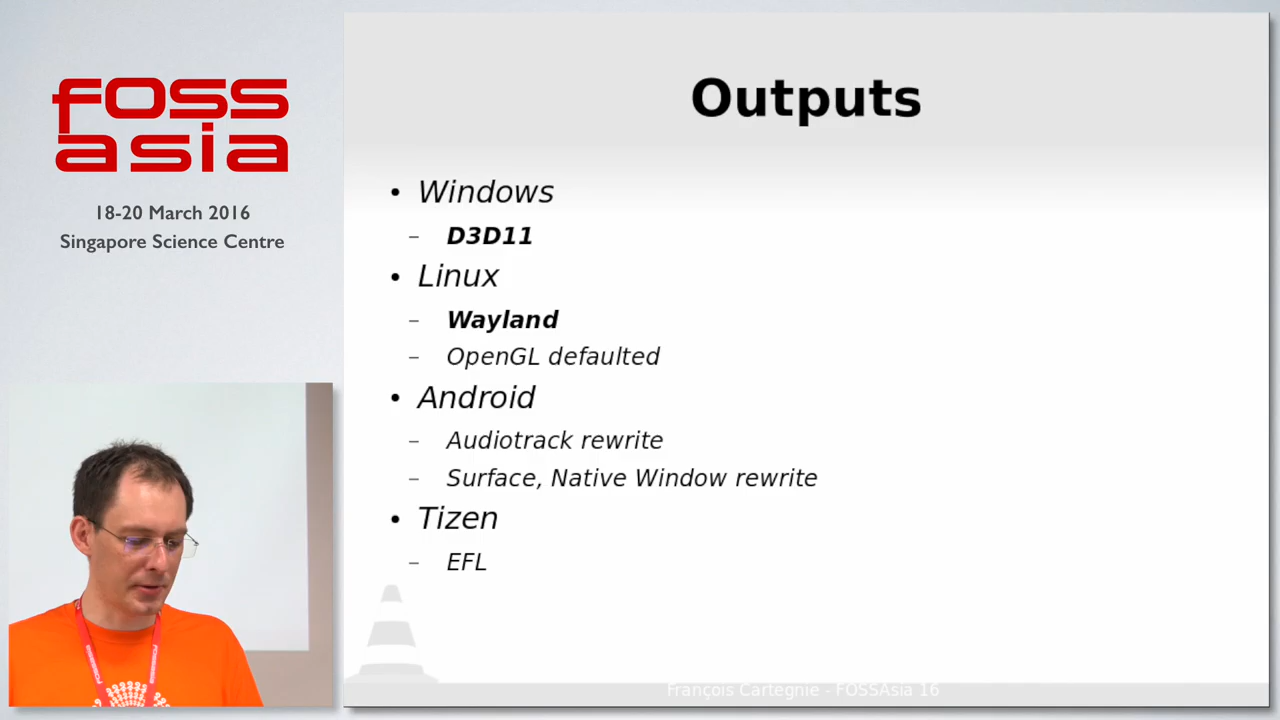 foss
asia
18-20 March 2016
Singapore Science Centre
Outputs
• Windows
– D3D11
• Linux
– Wayland
– OpenGL defaulted
• Android
– Audiotrack rewrite
– Surface, Native Window rewrite
• Tizen
– EFL
François Cartegnie - FOSSAsia 16